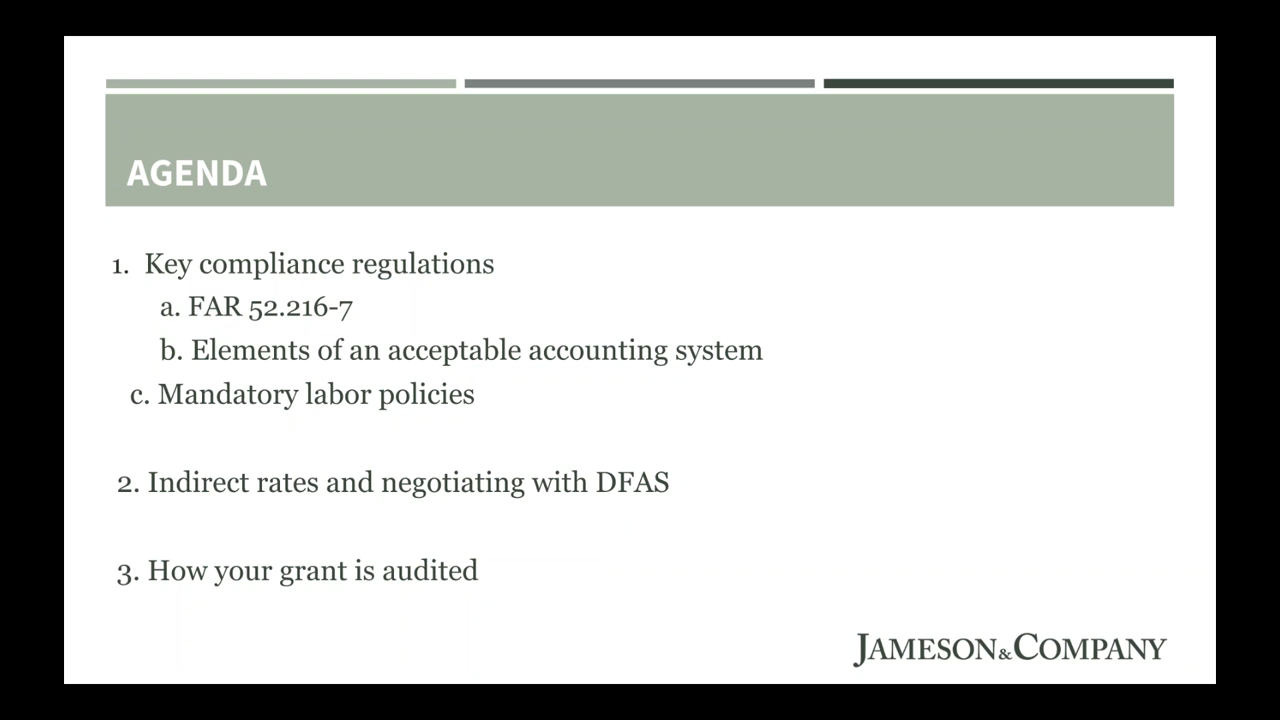 AGENDA
1. Key compliance regulations
a. FAR 52.216-7
b. Elements of an acceptable accounting system
c. Mandatory labor policies
2. Indirect rates and negotiating with DFAS
3. How your grant is audited
JAMESON&COMPANY